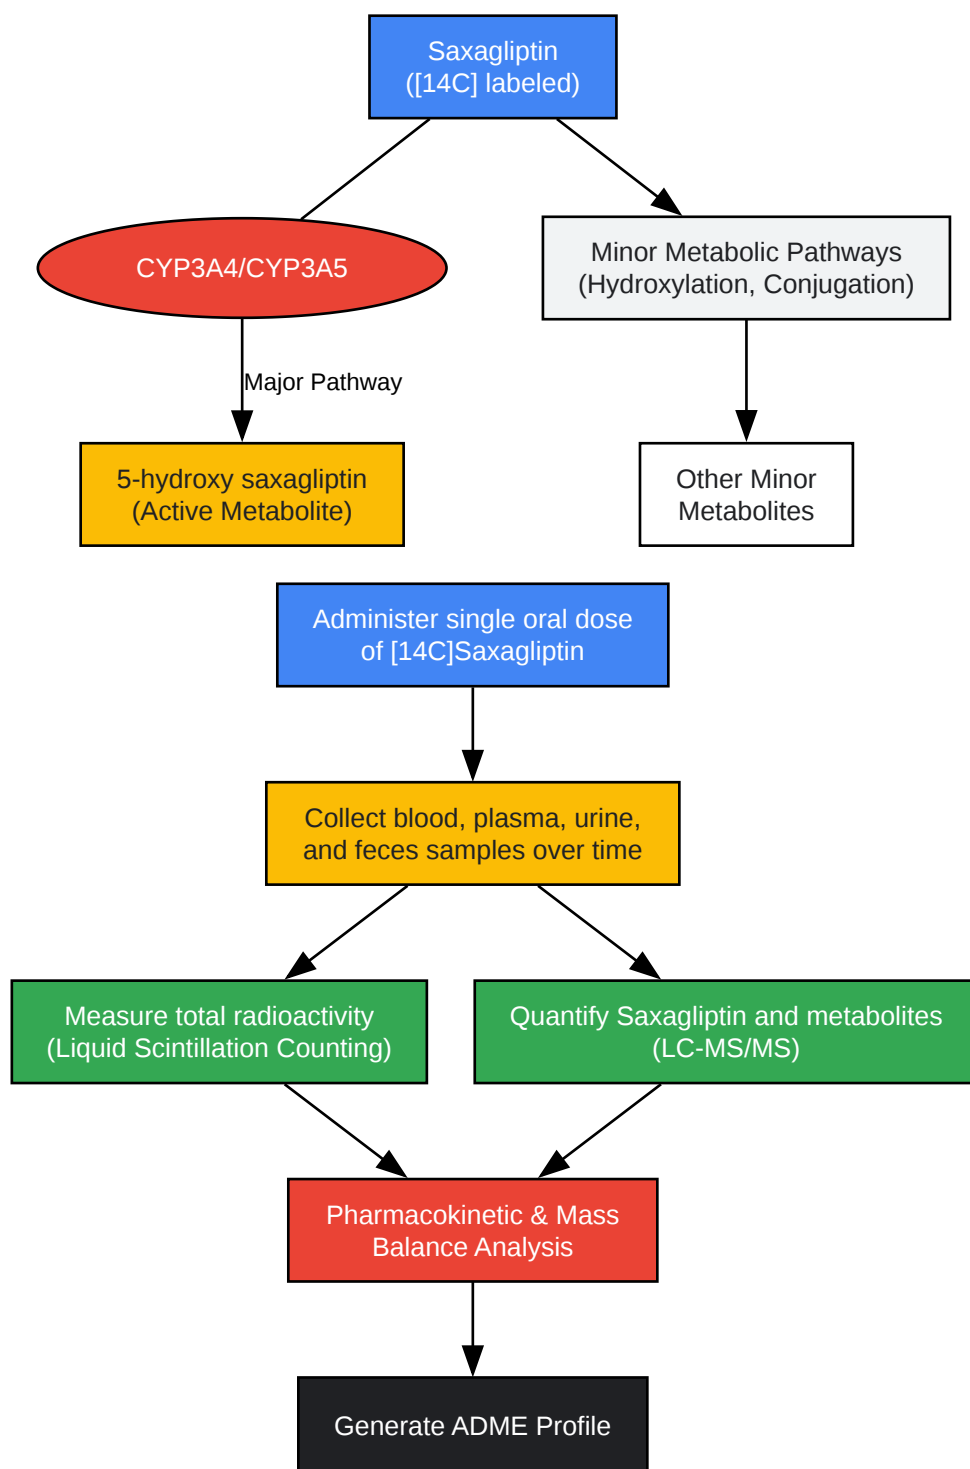 Saxagliptin
([14C] labeled)
CYP3A4/CYP3A5
Minor Metabolic Pathways
(Hydroxylation, Conjugation)
Major Pathway
5-hydroxy saxagliptin
(Active Metabolite)
Other Minor
Metabolites
Administer single oral dose
of [14C]Saxagliptin
Collect blood, plasma, urine,
and feces samples over time
Measure total radioactivity
(Liquid Scintillation Counting)
Quantify Saxagliptin and metabolites
(LC-MS/MS)
Pharmacokinetic & Mass
Balance Analysis
Generate ADME Profile